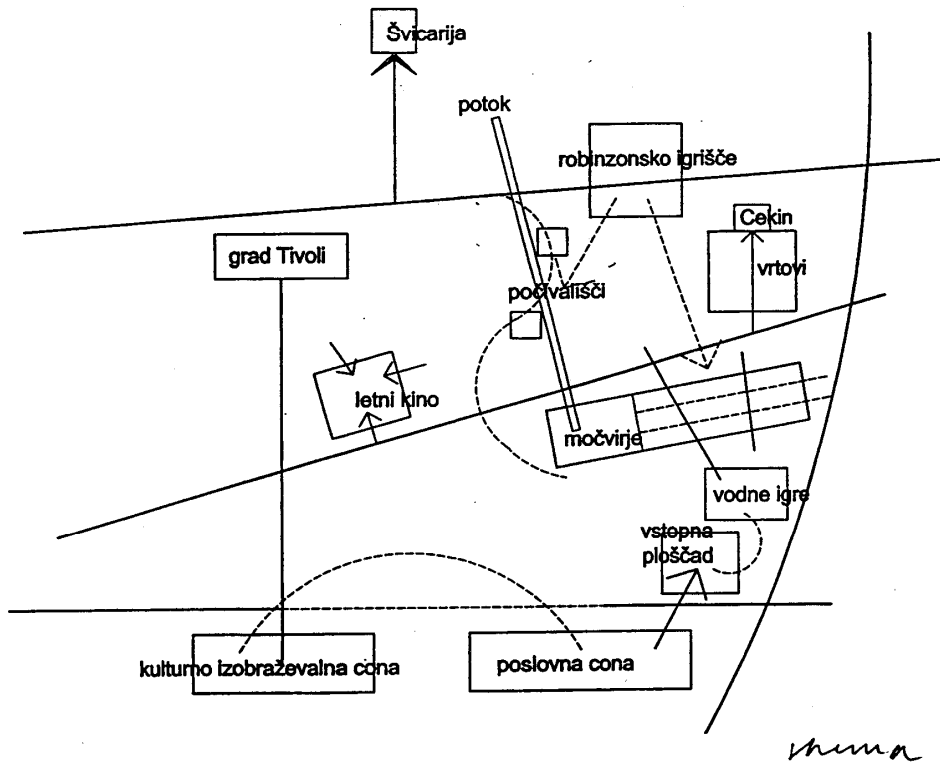 Švicarija
potok
robinzonsko igrišče
Cekin
grad Tivoli
vrtovi
počivališči
letni kino
močvirje
vodne igre
vstopna
ploščad
kulturno izobraževalna cona
poslovna cona
shema